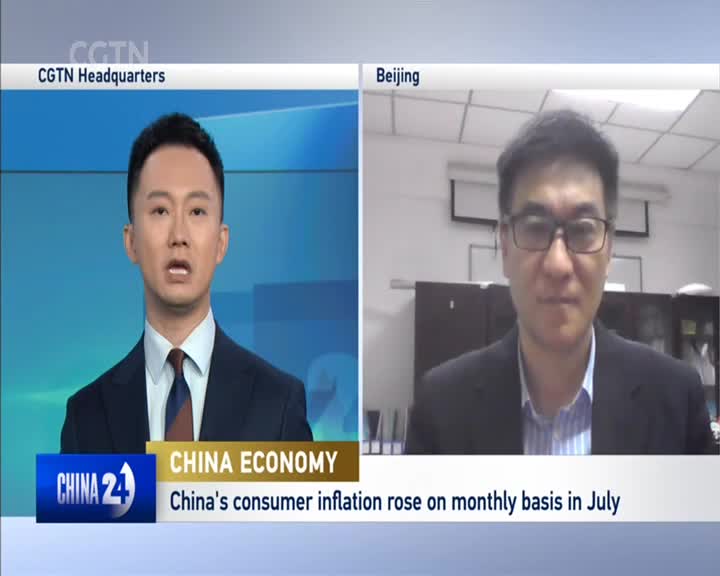 CGTN
CGTN Headquarters
Beijing
CHINA ECONOMY
CHINA 24
China's consumer inflation rose on monthly basis in July